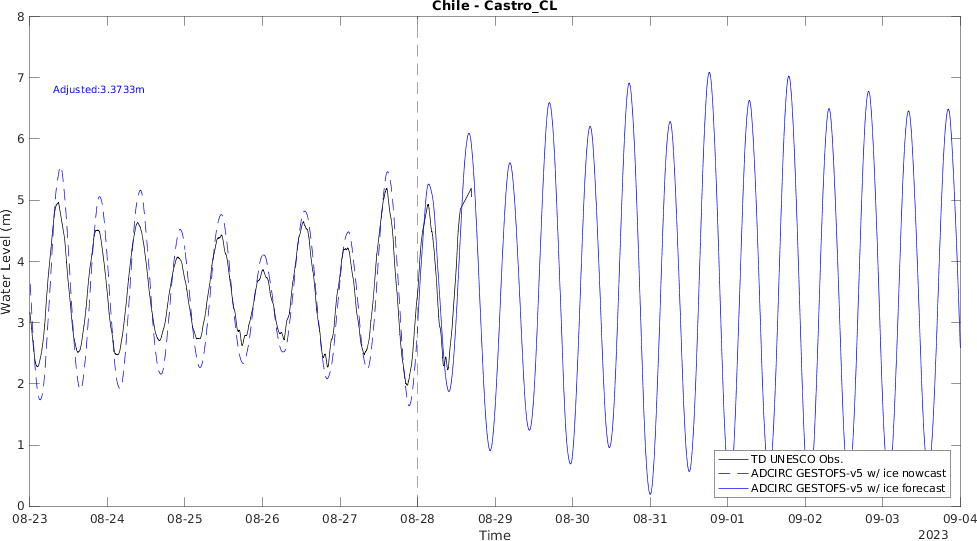 Chile - Castro_CL
8
7
6
5
4
3
2
1
0
Water Level (m)
Adjusted:3.3733m
TD UNESCO Obs.
ADCIRC GESTOFS-v5 w/ ice nowcast
ADCIRC GESTOFS-v5 w/ ice forecast
08-23 08-24 08-25 08-26 08-27 08-28 08-29 08-30 08-31 09-01 09-02 09-03 09-04
Time
2023